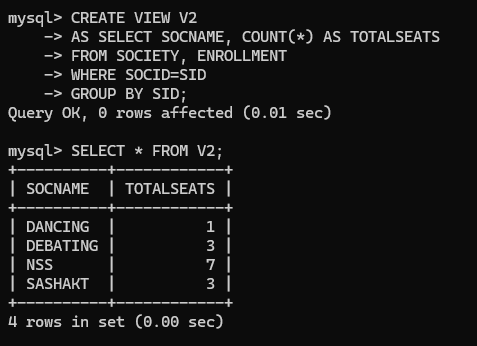 mysql> CREATE VIEW V2
    -> AS SELECT SOCNAME, COUNT(*) AS TOTALSEATS
    -> FROM SOCIETY, ENROLLMENT
    -> WHERE SOCID=SID
    -> GROUP BY SID;
Query OK, 0 rows affected (0.01 sec)

mysql> SELECT * FROM V2;
+----------+------------+
| SOCNAME  | TOTALSEATS |
+----------+------------+
| DANCING  |          1 |
| DEBATING |          3 |
| NSS      |          7 |
| SASHAKT  |          3 |
+----------+------------+
4 rows in set (0.00 sec)